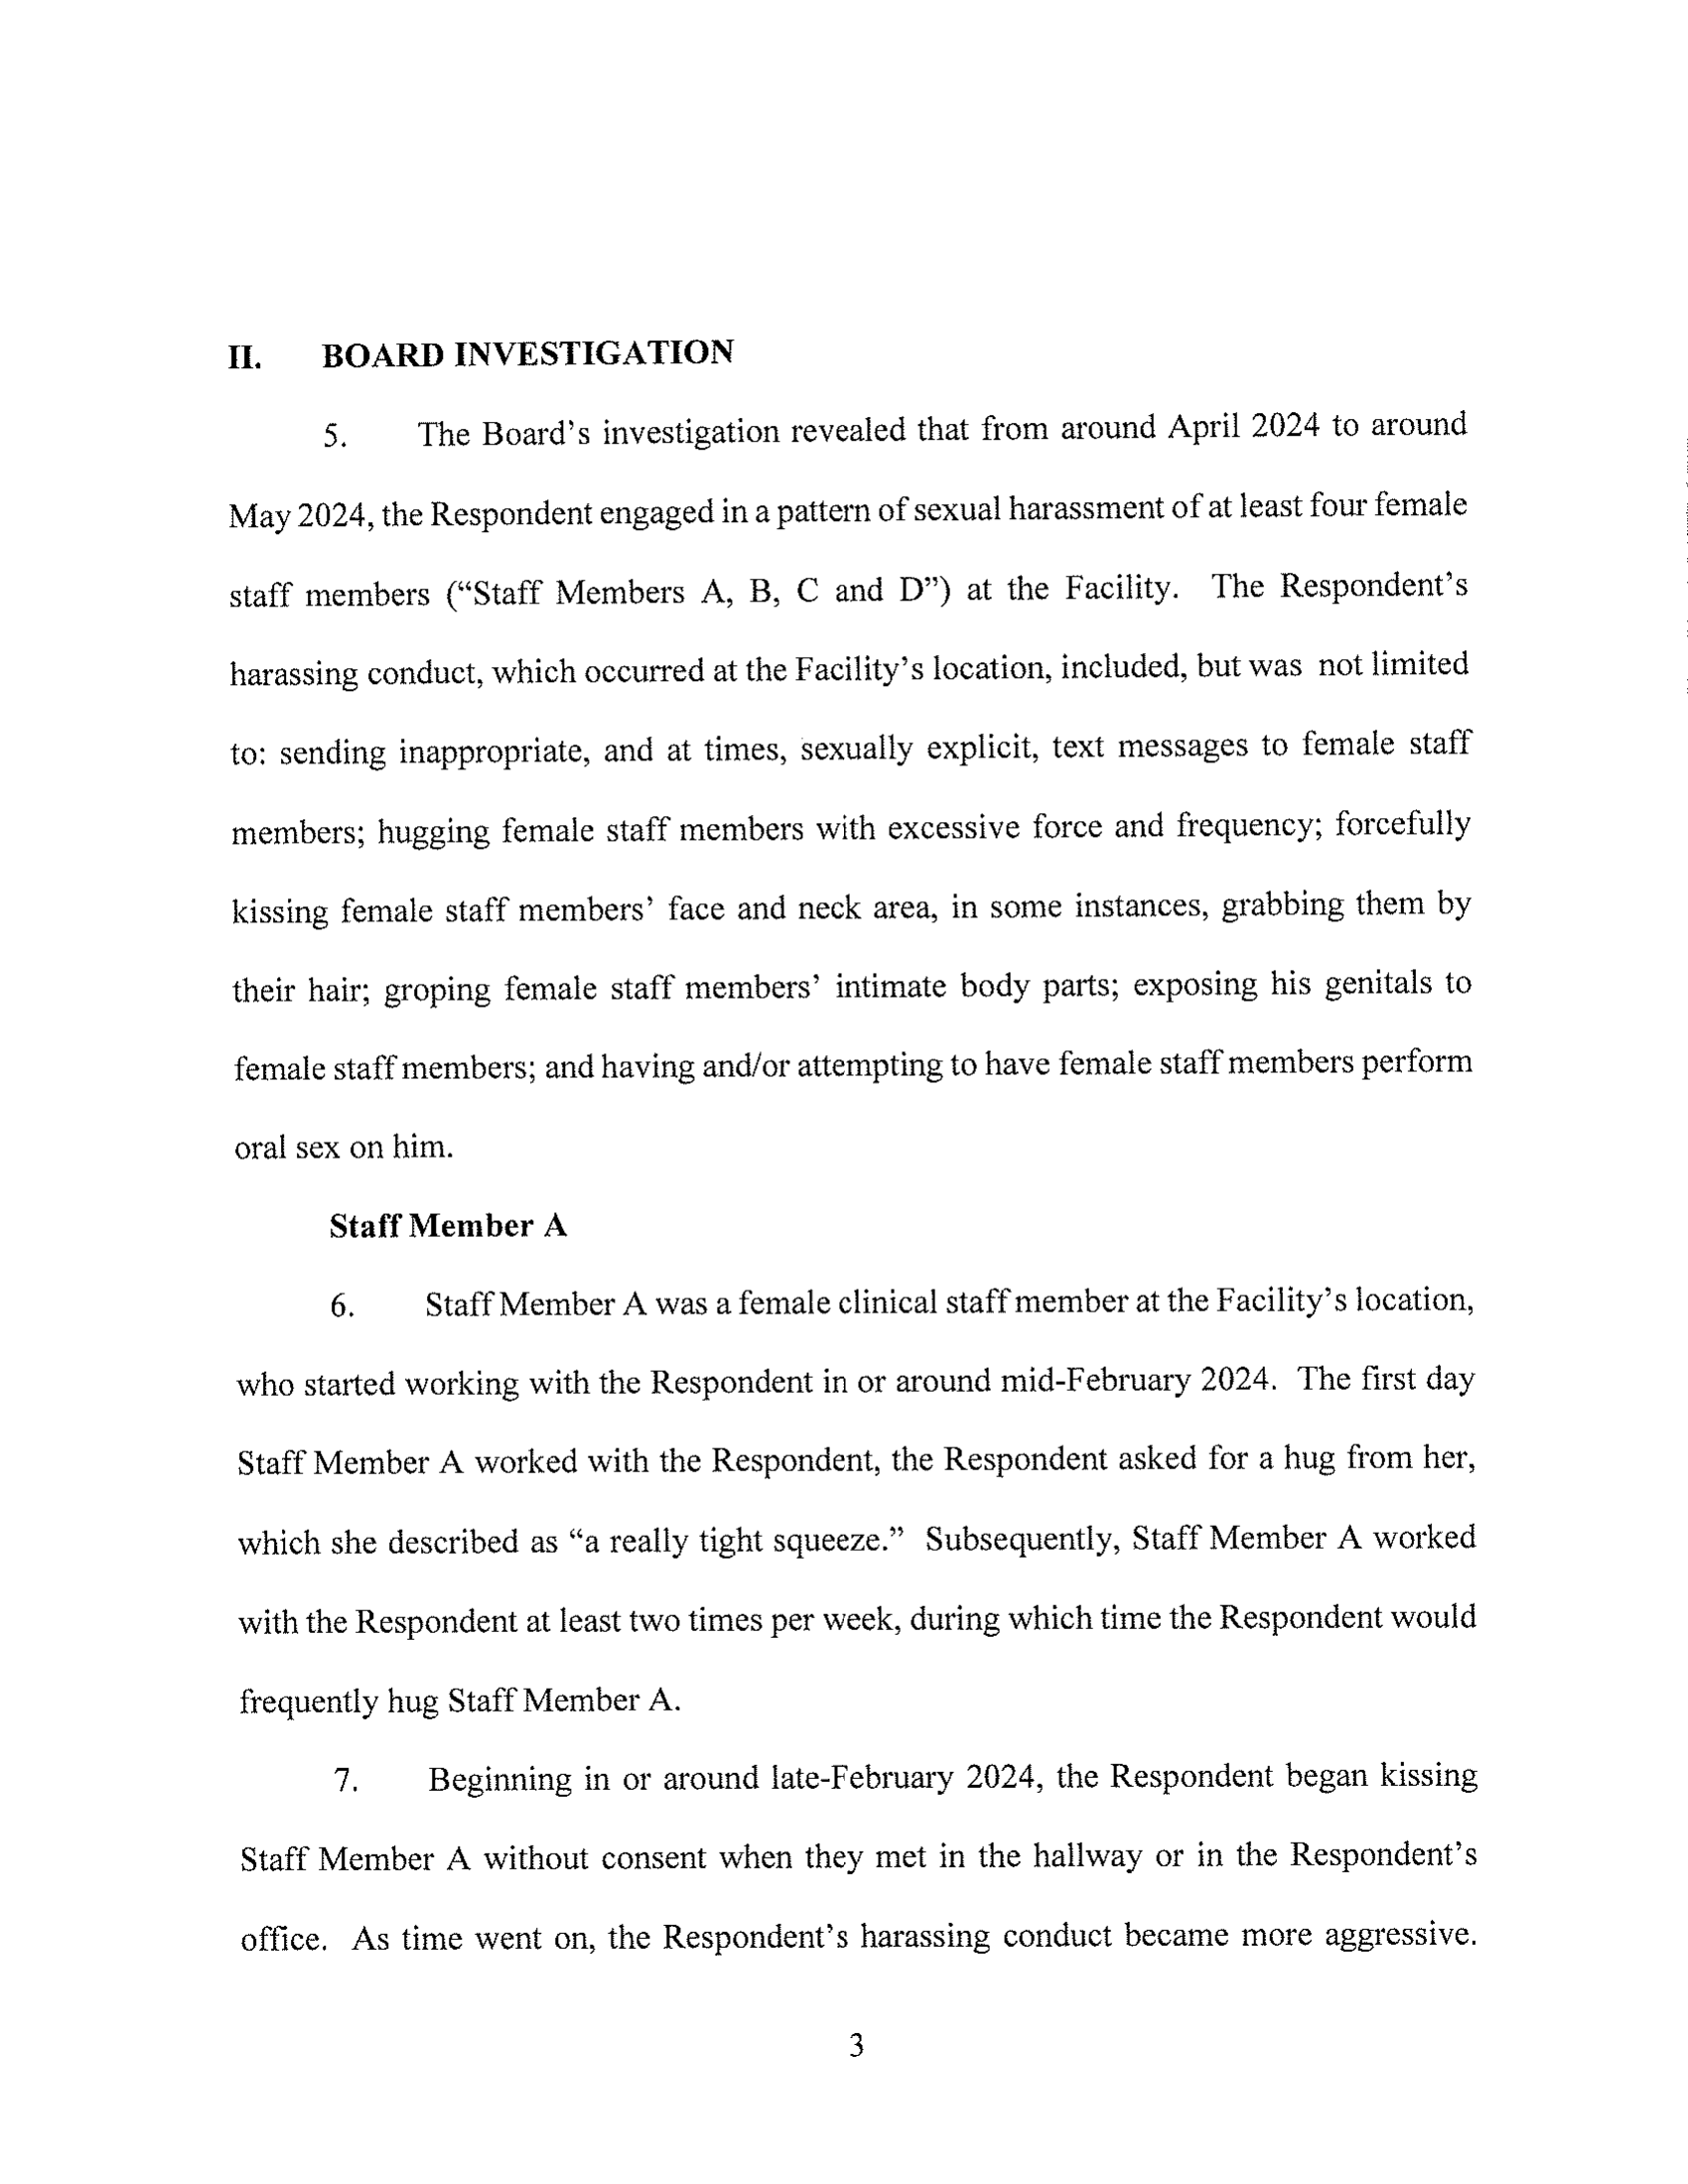 II. BOARD INVESTIGATION
5. The Board's investigation revealed that from around April 2024 to around
May 2024, the Respondent engaged in a pattern of sexual harassment of at least four female
staff members (“Staff Members A, B, C and D”) at the Facility. The Respondent's
harassing conduct, which occurred at the Facility's location, included, but was not limited
to: sending inappropriate, and at times, sexually explicit, text messages to female staff
members; hugging female staff members with excessive force and frequency; forcefully
kissing female staff members' face and neck area, in some instances, grabbing them by
their hair; groping female staff members' intimate body parts; exposing his genitals to
female staff members; and having and/or attempting to have female staff members perform
oral sex on him.
Staff Member A
6. Staff Member A was a female clinical staff member at the Facility's location,
who started working with the Respondent in or around mid-February 2024. The first day
Staff Member A worked with the Respondent, the Respondent asked for a hug from her,
which she described as “a really tight squeeze.” Subsequently, Staff Member A worked
with the Respondent at least two times per week, during which time the Respondent would
frequently hug Staff Member A.
7. Beginning in or around late-February 2024, the Respondent began kissing
Staff Member A without consent when they met in the hallway or in the Respondent's
office. As time went on, the Respondent's harassing conduct became more aggressive.
3